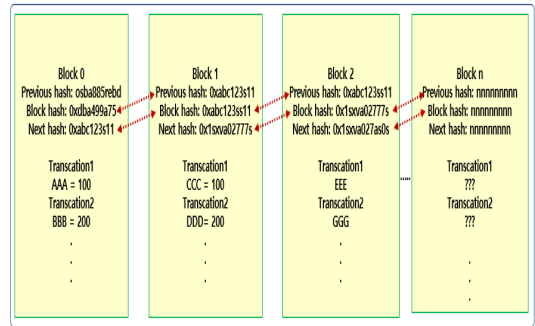 Block 0
Previous hash: osba885rebd
Block hash: 0xdba499a75
Next hash: 0xabc123s11
Transcation1
AAA = 100
Transcation2
BBB = 200
.
.
.
Block 1
Previous hash: 0xabc123s11
Block hash: 0xabc123ss11
Next hash: 0x1sxva02777s
Transcation1
CCC = 100
Transcation2
DDD= 200
.
.
.
Block 2
Previous hash: 0xabc123ss11
Block hash: 0x1sxva02777s
Next hash: 0x1sxva027as0s
Transcation1
EEE
Transcation2
GGG
.
.
.
.....
Block n
Previous hash: nnnnnnnnn
Block hash: nnnnnnnnn
Next hash: nnnnnnnnn
Transcation1
???
Transcation2
???
.
.
.